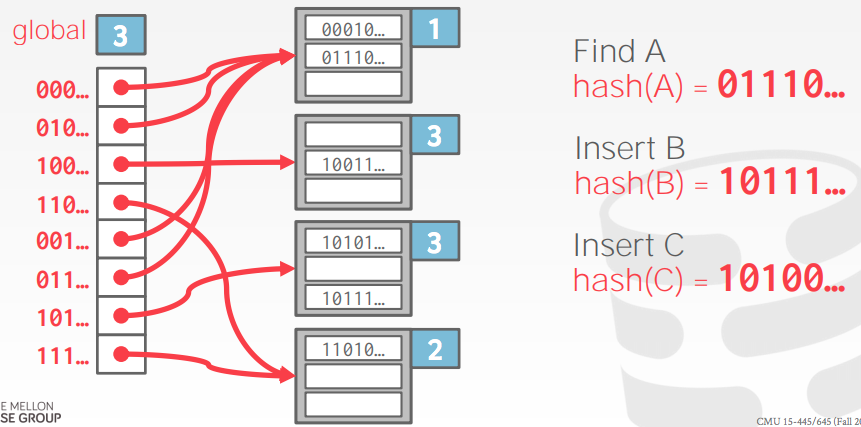 global 3
000…
010…
100…
110…
001…
011…
101…
111…
1
00010…
01110…
3
10011…
3
10101…
10111…
2
11010…
Find A
hash(A) = 01110…
Insert B
hash(B) = 10111…
Insert C
hash(C) = 10100…
E MELLON
SE GROUP
CMU 15-445/645 (Fall 20